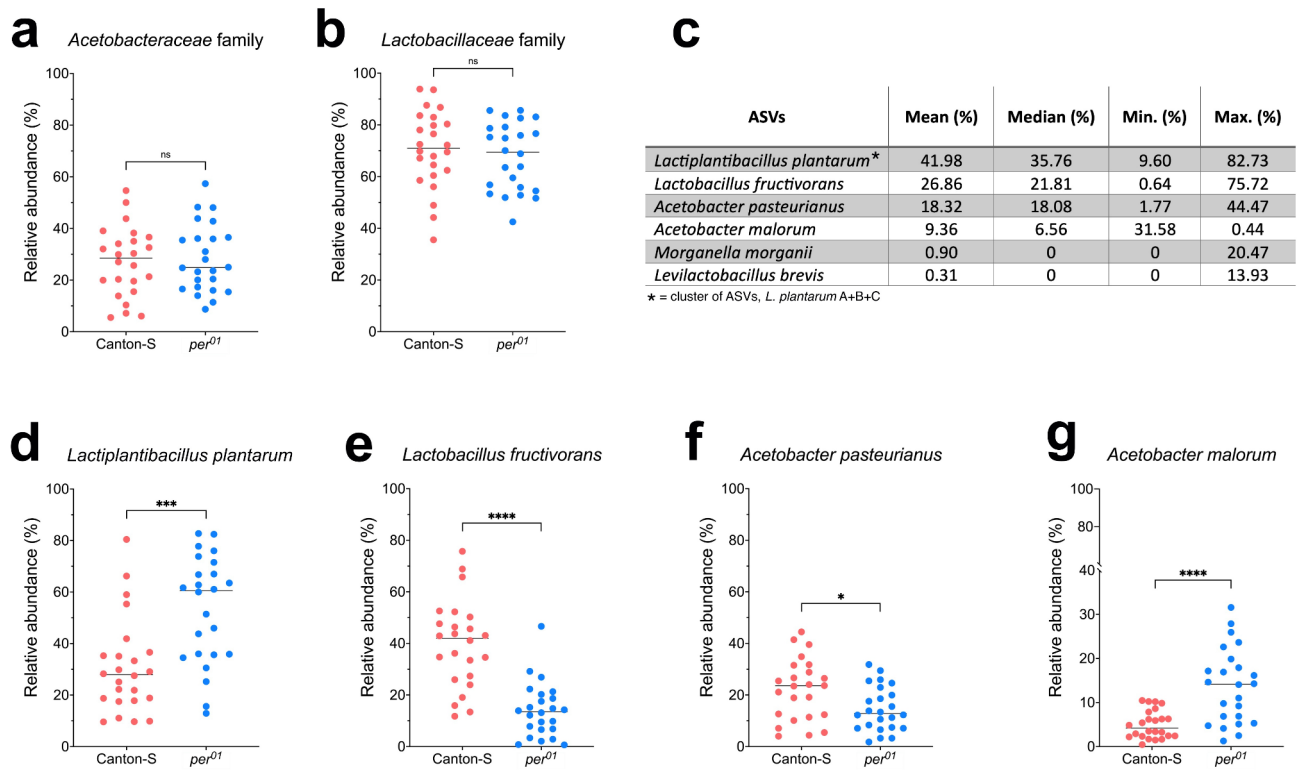 a
Acetobacteraceae family
Relative abundance (%)
100
80
60
40
20
0
ns
Canton-S
per01
b
Lactobacillaceae family
Relative abundance (%)
100
80
60
40
20
0
ns
Canton-S
per01
c
ASVs Mean (%) Median (%) Min. (%) Max. (%)
Lactiplantibacillus plantarum* 41.98 35.76 9.60 82.73
Lactobacillus fructivorans 26.86 21.81 0.64 75.72
Acetobacter pasteurianus 18.32 18.08 1.77 44.47
Acetobacter malorum 9.36 6.56 31.58 0.44
Morganella morganii 0.90 0 0 20.47
Levilactobacillus brevis 0.31 0 0 13.93
* = cluster of ASVs, L. plantarum A+B+C
d
Lactiplantibacillus plantarum
Relative abundance (%)
100
80
60
40
20
0
***
Canton-S
per01
e
Lactobacillus fructivorans
Relative abundance (%)
100
80
60
40
20
0
****
Canton-S
per01
f
Acetobacter pasteurianus
Relative abundance (%)
100
80
60
40
20
0
*
Canton-S
per01
g
Acetobacter malorum
Relative abundance (%)
100
80
40
30
20
10
0
****
Canton-S
per01